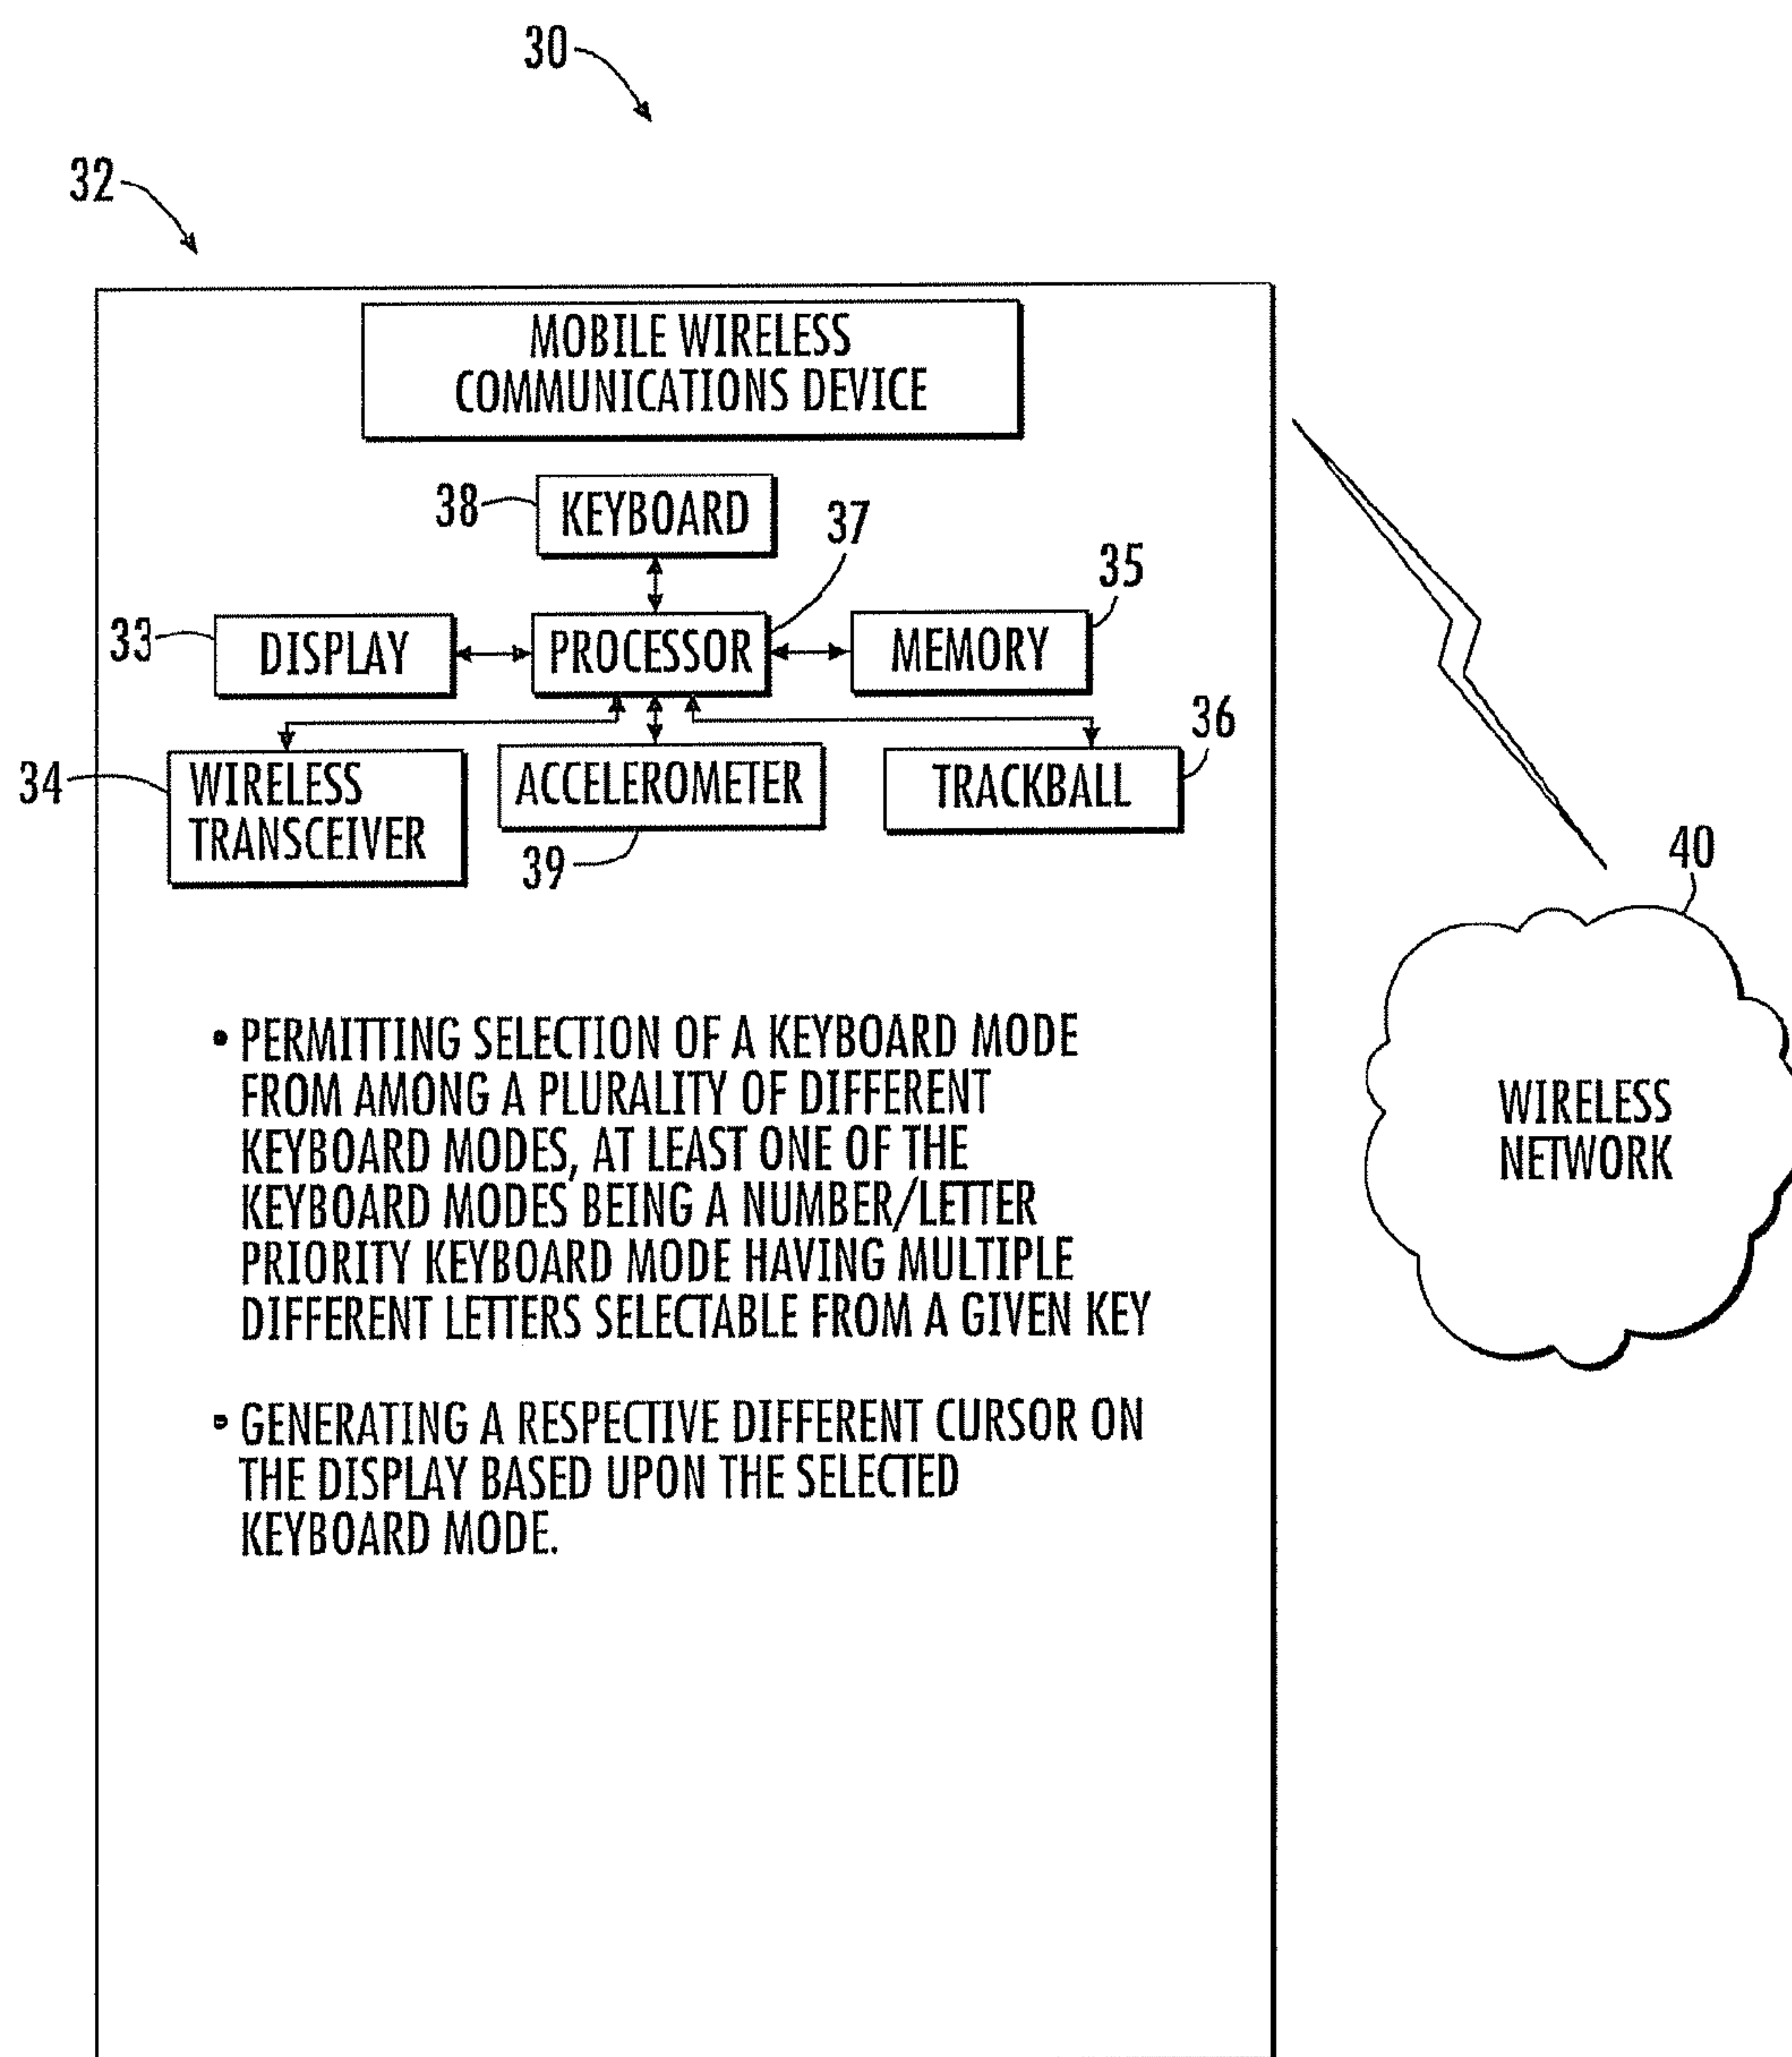 30
32
MOBILE WIRELESS
COMMUNICATIONS DEVICE
38
KEYBOARD
37
35
33
DISPLAY
PROCESSOR
MEMORY
36
34
WIRELESS
TRANSCEIVER
ACCELEROMETER
TRACKBALL
39
40
• PERMITTING SELECTION OF A KEYBOARD MODE
FROM AMONG A PLURALITY OF DIFFERENT
KEYBOARD MODES, AT LEAST ONE OF THE
KEYBOARD MODES BEING A NUMBER/LETTER
PRIORITY KEYBOARD MODE HAVING MULTIPLE
DIFFERENT LETTERS SELECTABLE FROM A GIVEN KEY
• GENERATING A RESPECTIVE DIFFERENT CURSOR ON
THE DISPLAY BASED UPON THE SELECTED
KEYBOARD MODE.
WIRELESS
NETWORK